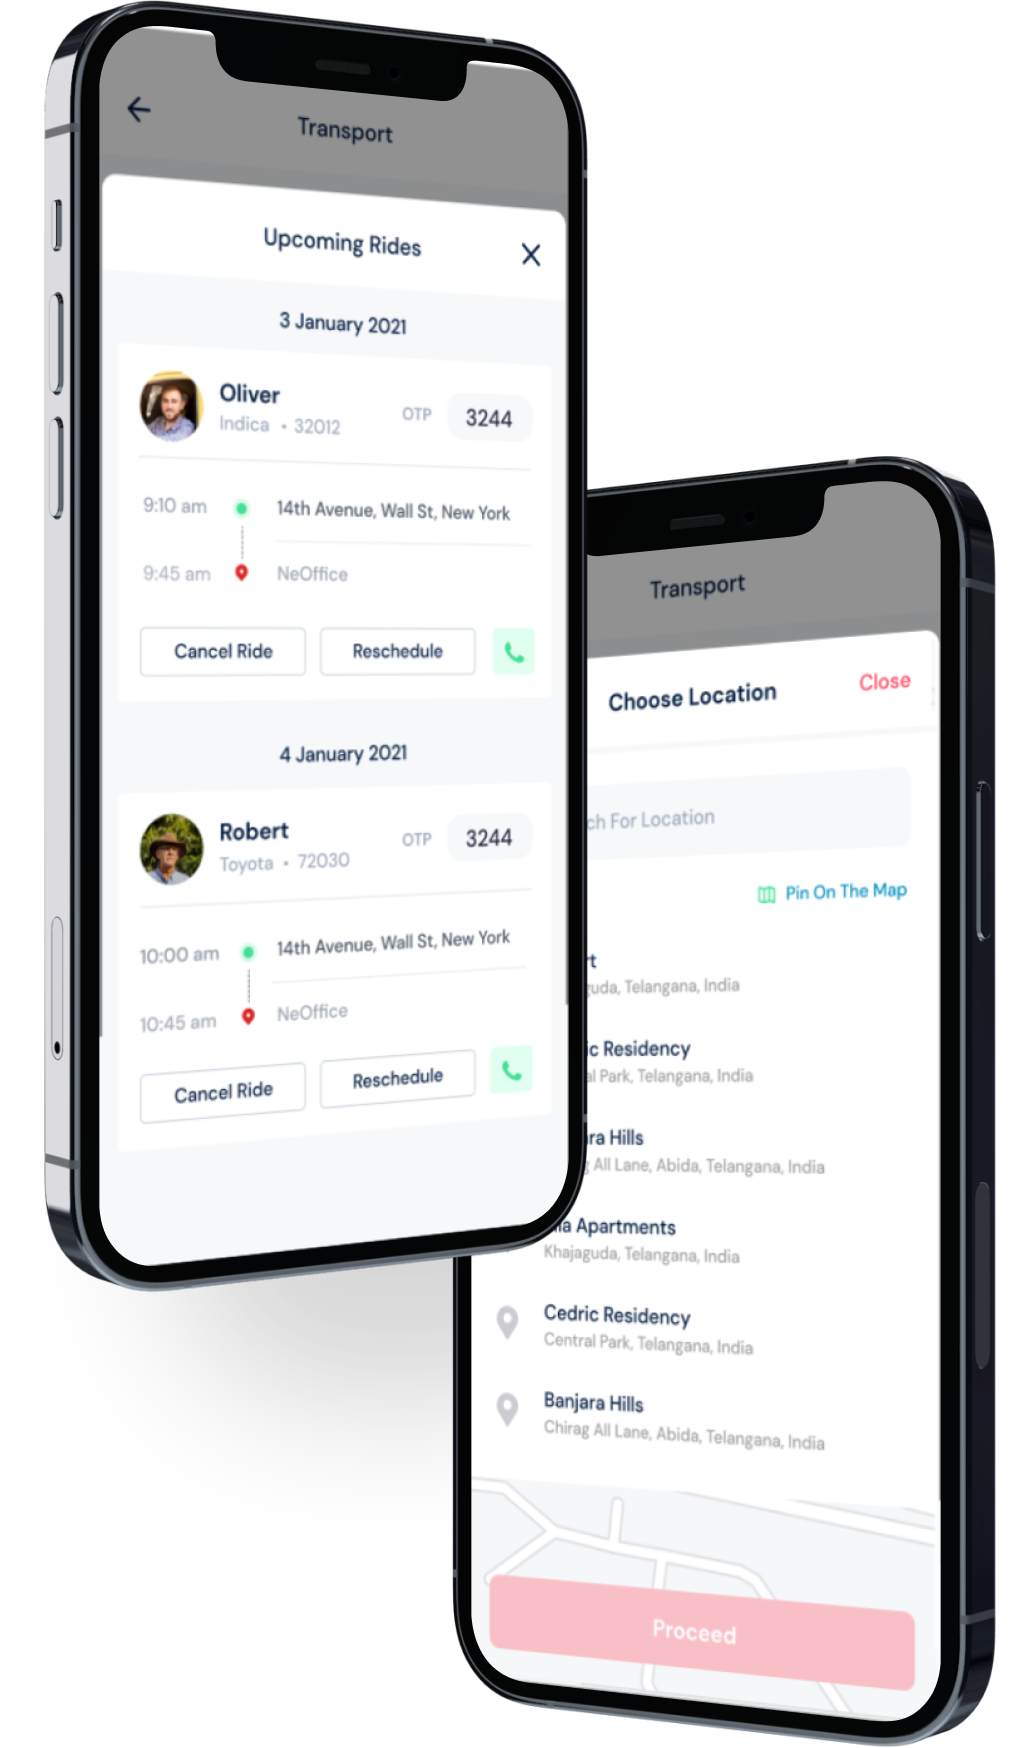 Transport
Upcoming Rides
3 January 2021
Oliver
Indica • 32012
OTP
3244
9:10 am
14th Avenue, Wall St, New York
9:45 am
NeOffice
Cancel Ride
Reschedule
4 January 2021
Robert
Toyota • 72030
OTP
3244
10:00 am
14th Avenue, Wall St, New York
10:45 am
NeOffice
Cancel Ride
Reschedule
Transport
Choose Location
Close
For Location
Pin On The Map
Telangana, India
Residency
Park, Telangana, India
Hills
All Lane, Abida, Telangana, India
Apartments
Khajaguda, Telangana, India
Cedric Residency
Central Park, Telangana, India
Banjara Hills
Chirag All Lane, Abida, Telangana, India
Proceed